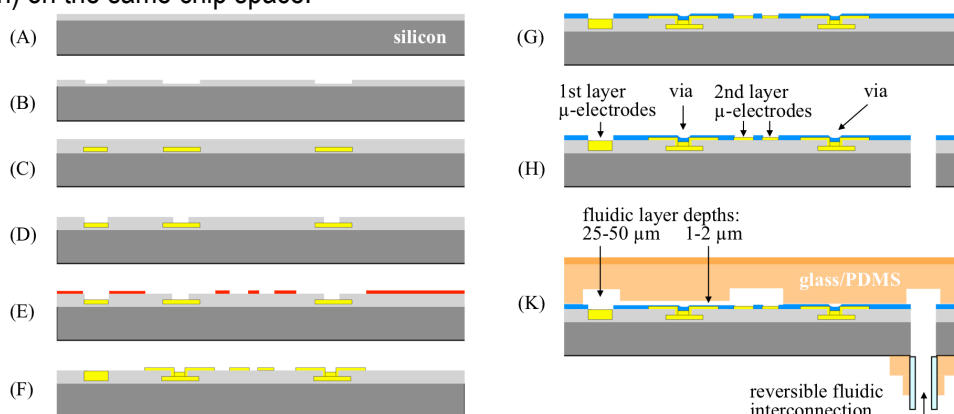 on the same chip space.
(A)
silicon
(B)
(C)
(D)
(E)
(F)
(G)
1st layer
µ-electrodes
via
2nd layer
µ-electrodes
via
(H)
fluidic layer depths:
25-50 µm 1-2 µm
glass/PDMS
(K)
reversible fluidic
interconnection